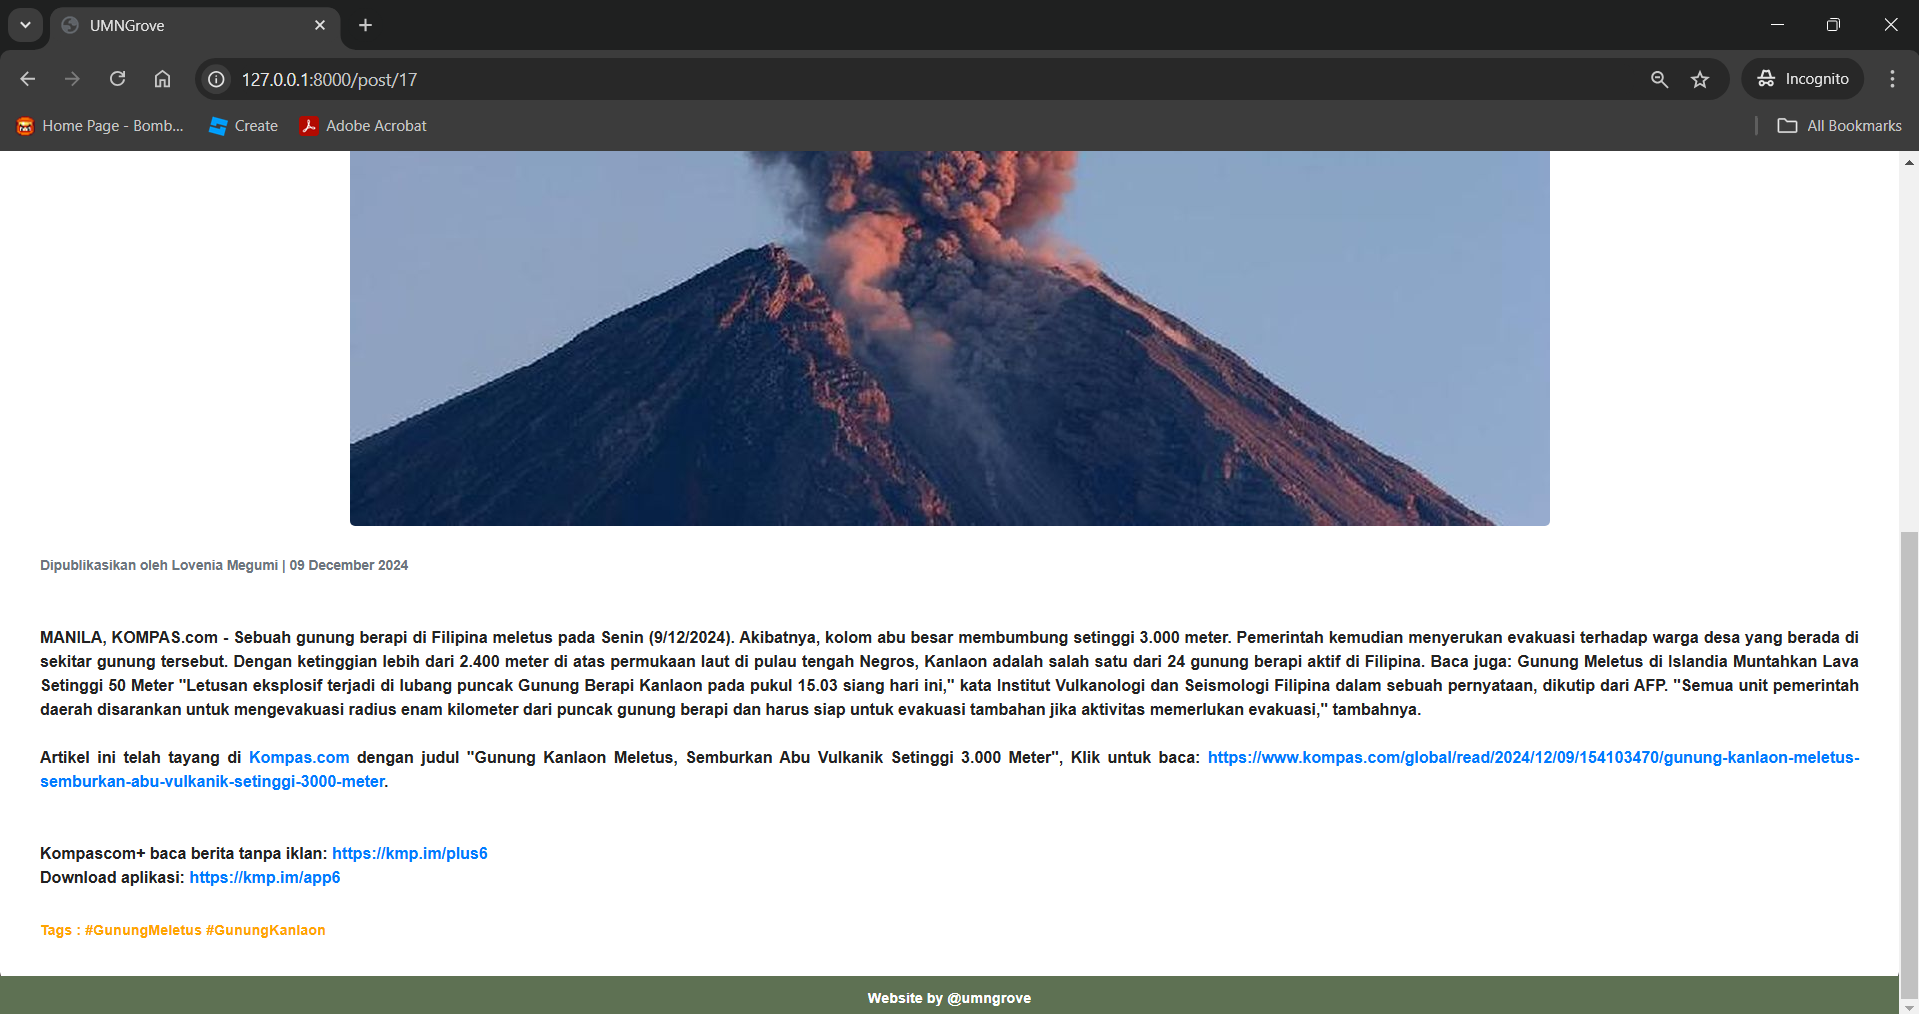 UMNGrove
127.0.0.1:8000/post/17
Incognito
Home Page - Bomb...
Create
Adobe Acrobat
All Bookmarks
Dipublikasikan oleh Lovenia Megumi | 09 December 2024
MANILA, KOMPAS.com - Sebuah gunung berapi di Filipina meletus pada Senin (9/12/2024). Akibatnya, kolom abu besar membumbung setinggi 3.000 meter. Pemerintah kemudian menyerukan evakuasi terhadap warga desa yang berada di
sekitar gunung tersebut. Dengan ketinggian lebih dari 2.400 meter di atas permukaan laut di pulau tengah Negros, Kanlaon adalah salah satu dari 24 gunung berapi aktif di Filipina. Baca juga: Gunung Meletus di Islandia Muntahkan Lava
Setinggi 50 Meter "Letusan eksplosif terjadi di lubang puncak Gunung Berapi Kanlaon pada pukul 15.03 siang hari ini," kata Institut Vulkanologi dan Seismologi Filipina dalam sebuah pernyataan, dikutip dari AFP. "Semua unit pemerintah
daerah disarankan untuk mengevakuasi radius enam kilometer dari puncak gunung berapi dan harus siap untuk evakuasi tambahan jika aktivitas memerlukan evakuasi," tambahnya.
Artikel ini telah tayang di Kompas.com dengan judul "Gunung Kanlaon Meletus, Semburkan Abu Vulkanik Setinggi 3.000 Meter", Klik untuk baca: https://www.kompas.com/global/read/2024/12/09/154103470/gunung-kanlaon-meletus-
semburkan-abu-vulkanik-setinggi-3000-meter.
Kompascom+ baca berita tanpa iklan: https://kmp.im/plus6
Download aplikasi: https://kmp.im/app6
Tags : #GunungMeletus #GunungKanlaon
Website by @umngrove